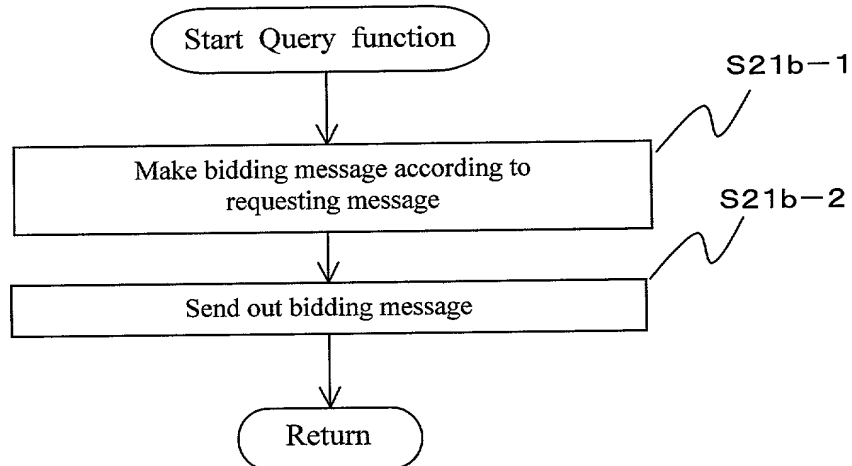 Start Query function
S21b-1
Make bidding message according to
requesting message
S21b-2
Send out bidding message
Return